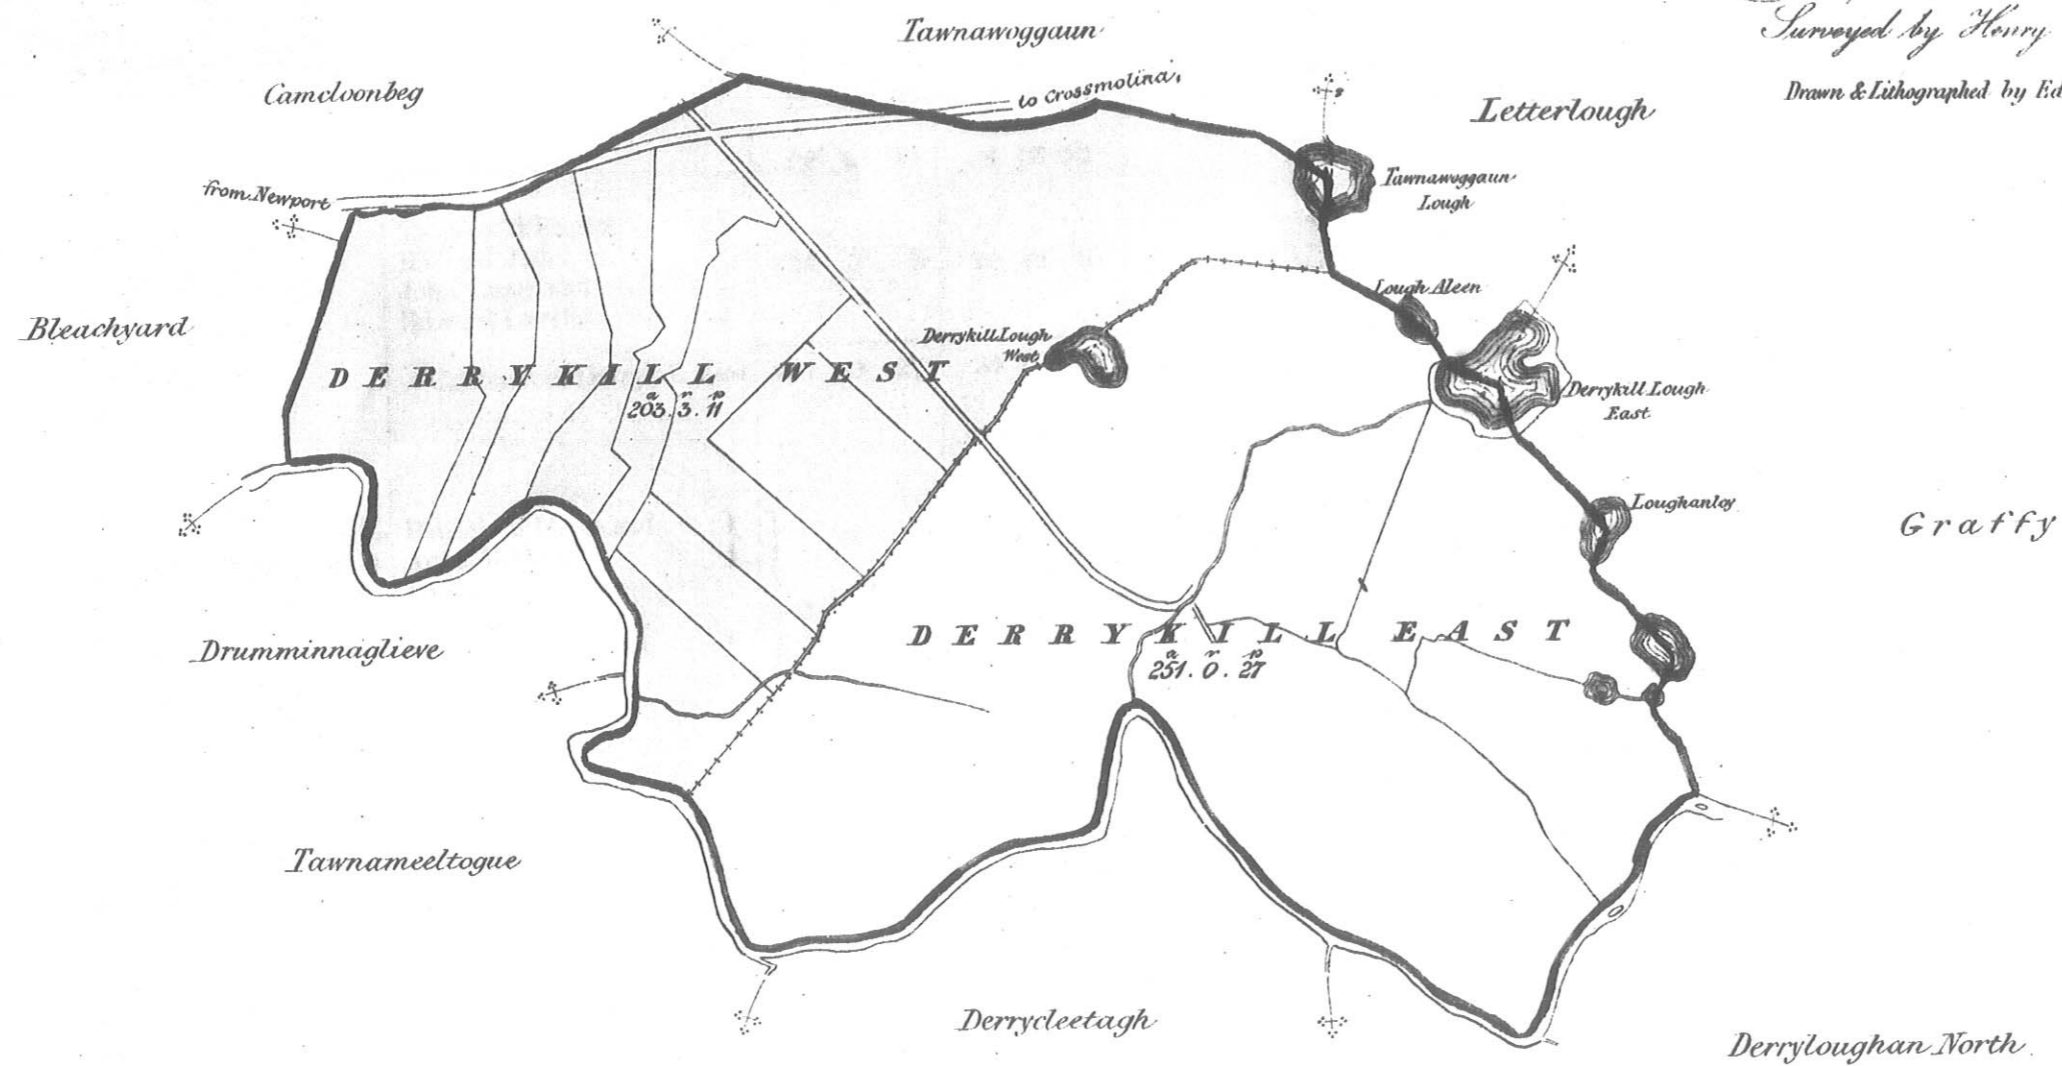 Surveyed by Henry
Drawn & Lithographed by Ed
Tawnawoggaun
Camcloonbeg
to Crossmolina.
Letterlough
from Newport
Tawnawoggaun
Lough
Lough Aleen
Bleachyard
Derrykill Lough
West
DERRYKILL WEST
a r p
203.3.11
Derrykill Lough
East
Loughanloy
Graffy
Drumminnaglieve
DERRYKILL EAST
a r p
251.0.27
Tawnameeltogue
Derrycleetagh
Derryloughan North